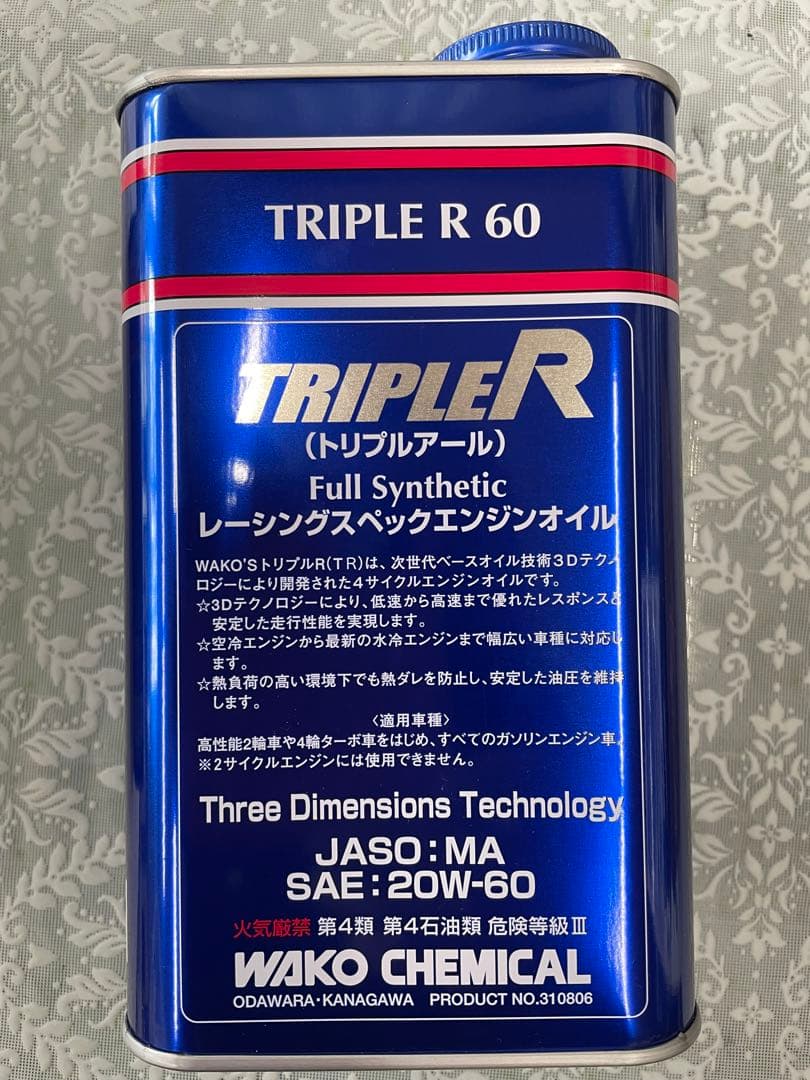 TRIPLE R 60
TRIPLE R
（トリプルアール）
Full Synthetic
レーシングスペックエンジンオイル
WAKO'SトリプルR(TR)は、次世代ベースオイル技術3Dテクノ
ロジーにより開発された4サイクルエンジンオイルです。
☆3Dテクノロジーにより、低速から高速まで優れたレスポンスと
安定した走行性能を実現します。
☆空冷エンジンから最新の水冷エンジンまで幅広い車種に対応し
ます。
☆熱負荷の高い環境下でも熱ダレを防止し、安定した油圧を維持
します。
〈適用車種〉
高性能2輪車や4輪ターボ車をはじめ、すべてのガソリンエンジン車。
※2サイクルエンジンには使用できません。
Three Dimensions Technology
JASO:MA
SAE:20W-60
火気厳禁 第4類 第4石油類 危険等級Ⅲ
WAKO CHEMICAL
ODAWARA・KANAGAWA PRODUCT NO.310806